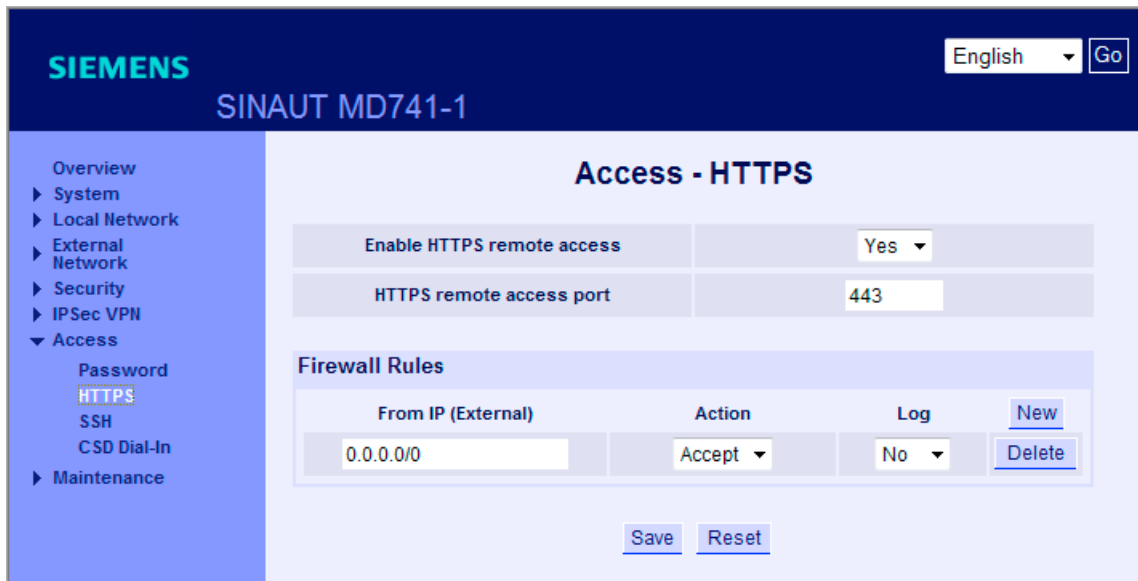 SIEMENS
English
Go
SINAUT MD741-1
Overview
System
Local Network
External
Network
Security
IPSec VPN
Access
Password
HTTPS
SSH
CSD Dial-In
Maintenance
Access - HTTPS
Enable HTTPS remote access Yes
HTTPS remote access port 443
Firewall Rules
From IP (External) Action Log New
0.0.0.0/0 Accept No Delete
Save Reset